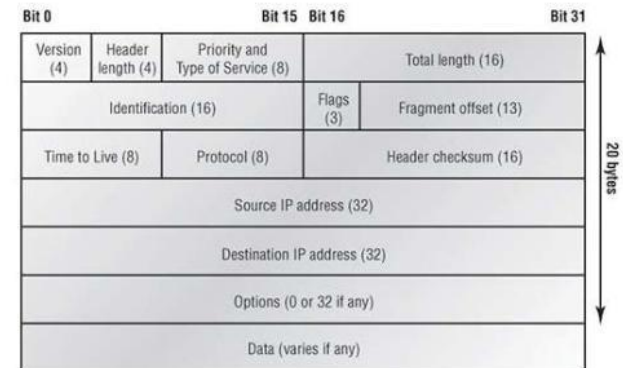 Bit 0 Bit 15 Bit 16 Bit 31
Version
(4)
Header
length (4)
Priority and
Type of Service (8)
Total length (16)
Identification (16)
Flags
(3)
Fragment offset (13)
Time to Live (8)
Protocol (8)
Header checksum (16)
Source IP address (32)
Destination IP address (32)
Options (0 or 32 if any)
Data (varies if any)
20 bytes